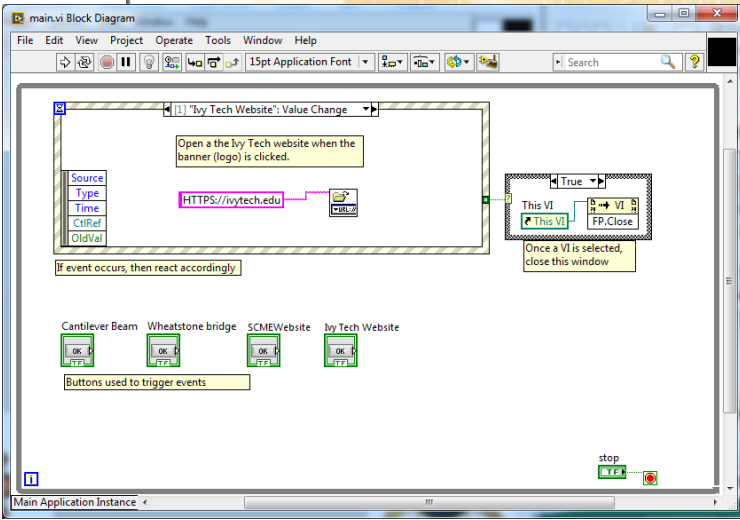 main.vi Block Diagram
File Edit View Project Operate Tools Window Help
15pt Application Font
Search
?
[1] "Ivy Tech Website": Value Change
Open a the Ivy Tech website when the
banner (logo) is clicked.
Source
Type
Time
CtlRef
OldVal
HTTPS://ivytech.edu
URL
?
True
This VI
This VI
VI
FP.Close
Once a VI is selected,
close this window
If event occurs, then react accordingly
Cantilever Beam Wheatstone bridge SCMEWebsite Ivy Tech Website
OK OK OK OK
TF TF TF TF
Buttons used to trigger events
stop
TF
i
Main Application Instance